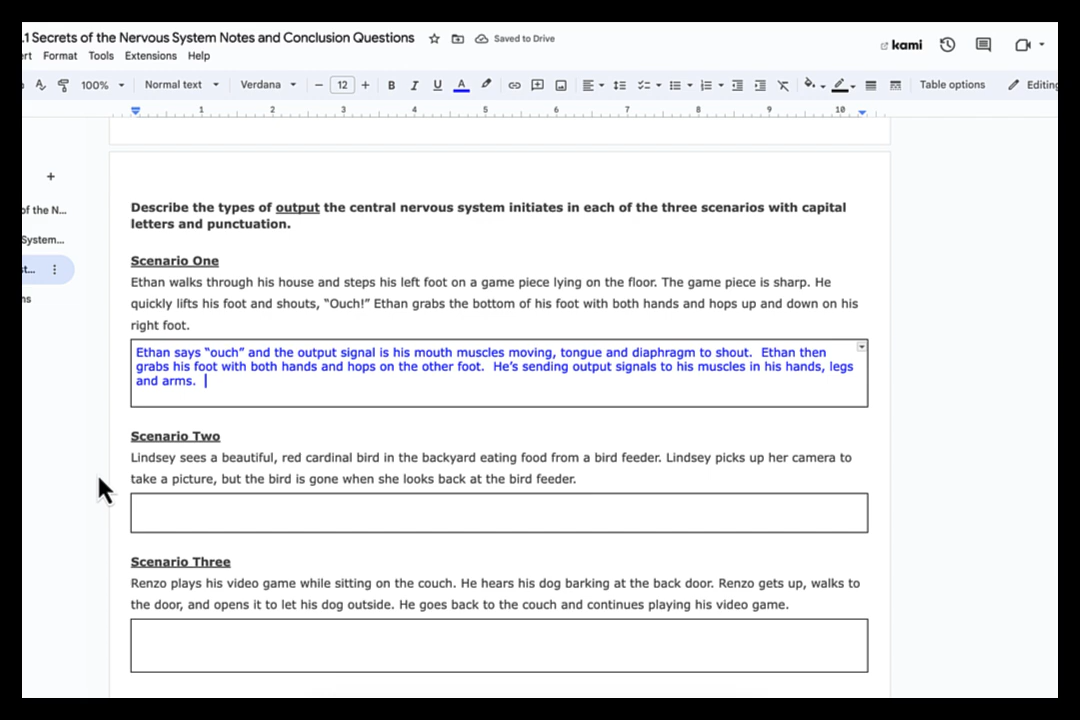 .1 Secrets of the Nervous System Notes and Conclusion Questions
Saved to Drive
kami
rt Format Tools Extensions Help
100% Normal text Verdana − 12 + B I U A Table options Editing
1 2 3 4 5 6 7 8 9 10
+
of the N...
System...
st...
ns
Describe the types of output the central nervous system initiates in each of the three scenarios with capital
letters and punctuation.
Scenario One
Ethan walks through his house and steps his left foot on a game piece lying on the floor. The game piece is sharp. He
quickly lifts his foot and shouts, “Ouch!” Ethan grabs the bottom of his foot with both hands and hops up and down on his
right foot.
Ethan says “ouch” and the output signal is his mouth muscles moving, tongue and diaphragm to shout. Ethan then
grabs his foot with both hands and hops on the other foot. He’s sending output signals to his muscles in his hands, legs
and arms.
Scenario Two
Lindsey sees a beautiful, red cardinal bird in the backyard eating food from a bird feeder. Lindsey picks up her camera to
take a picture, but the bird is gone when she looks back at the bird feeder.
Scenario Three
Renzo plays his video game while sitting on the couch. He hears his dog barking at the back door. Renzo gets up, walks to
the door, and opens it to let his dog outside. He goes back to the couch and continues playing his video game.